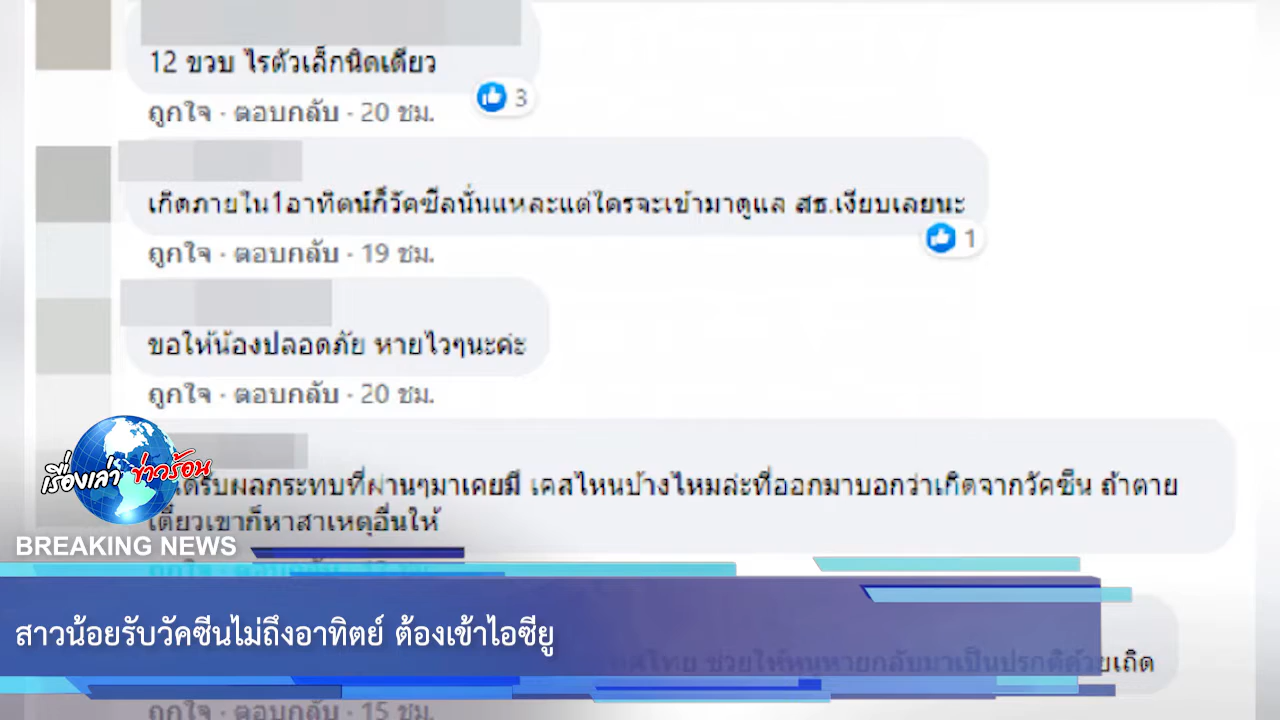 12 ขวบ ไรตัวเล็กนิดเดียว
3
ถูกใจ · ตอบกลับ · 20 ชม.
เกิดภายใน1อาทิตน์ก็วัดซีลนั่นแหละแต่ใครจะเข้ามาดูแล สธ.เงียบเลยนะ
1
ถูกใจ · ตอบกลับ · 19 ชม.
ขอให้น้องปลอดภัย หายไวๆนะค่ะ
ถูกใจ · ตอบกลับ · 20 ชม.
เรื่องเล่า ข่าวร้อน
ผลกระทบที่ผ่านๆมาเคยมี เคสไหนบ้างไหมล่ะที่ออกมาบอกว่าเกิดจากวัคซีน ถ้าตาย
เดี๋ยวเขาก็หาสาเหตุอื่นให้
BREAKING NEWS
สาวน้อยรับวัคซีนไม่ถึงอาทิตย์ ต้องเข้าไอซียู
ช่วยให้หนูหายกลับมาเป็นปรกติด้วยเถิด
ถูกใจ · ตอบกลับ · 15 ชม.